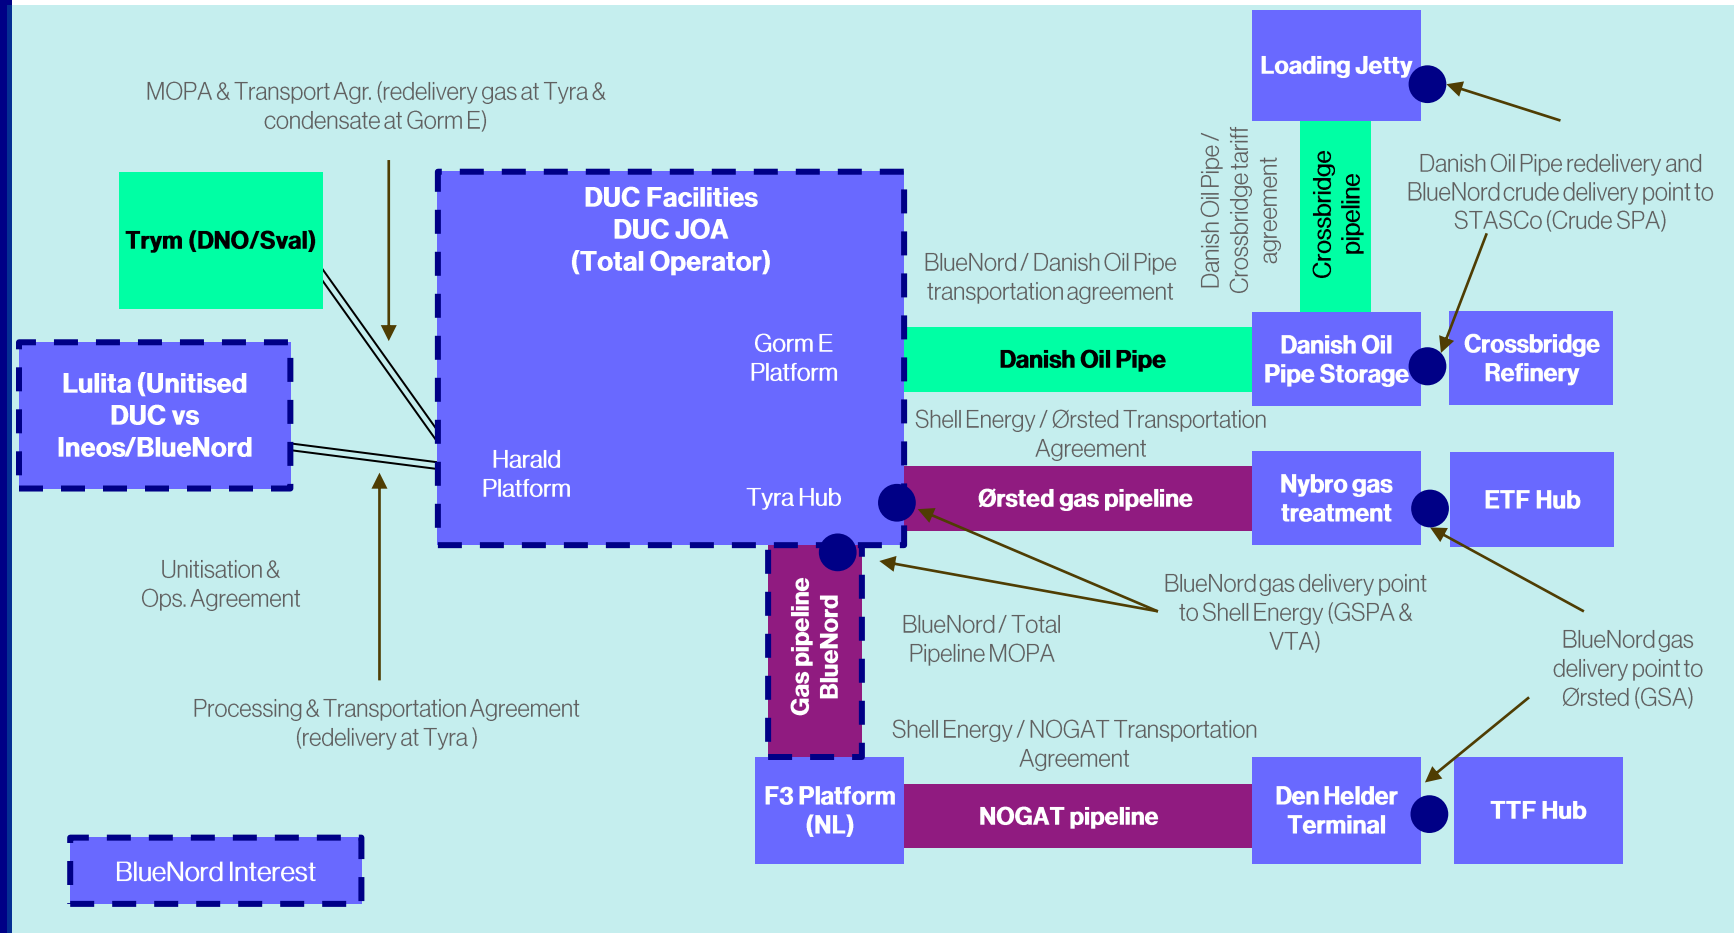 Loading Jetty
MOPA & Transport Agr. (redelivery gas at Tyra &
condensate at Gorm E)
Danish Oil Pipe /
Crossbridge tariff
agreement
Crossbridge
pipeline
Danish Oil Pipe redelivery and
BlueNord crude delivery point to
STASCo (Crude SPA)
Trym (DNO/Sval)
DUC Facilities
DUC JOA
(Total Operator)
BlueNord / Danish Oil Pipe
transportation agreement
Gorm E
Platform
Danish Oil Pipe
Danish Oil
Pipe Storage
Crossbridge
Refinery
Lulita (Unitised
DUC vs
Ineos/BlueNord
Shell Energy / Ørsted Transportation
Agreement
Harald
Platform
Tyra Hub
Ørsted gas pipeline
Nybro gas
treatment
ETF Hub
Unitisation &
Ops. Agreement
Gas pipeline
BlueNord
BlueNord / Total
Pipeline MOPA
BlueNord gas delivery point
to Shell Energy (GSPA &
VTA)
BlueNord gas
delivery point to
Ørsted (GSA)
Processing & Transportation Agreement
(redelivery at Tyra )
Shell Energy / NOGAT Transportation
Agreement
F3 Platform
(NL)
NOGAT pipeline
Den Helder
Terminal
TTF Hub
BlueNord Interest